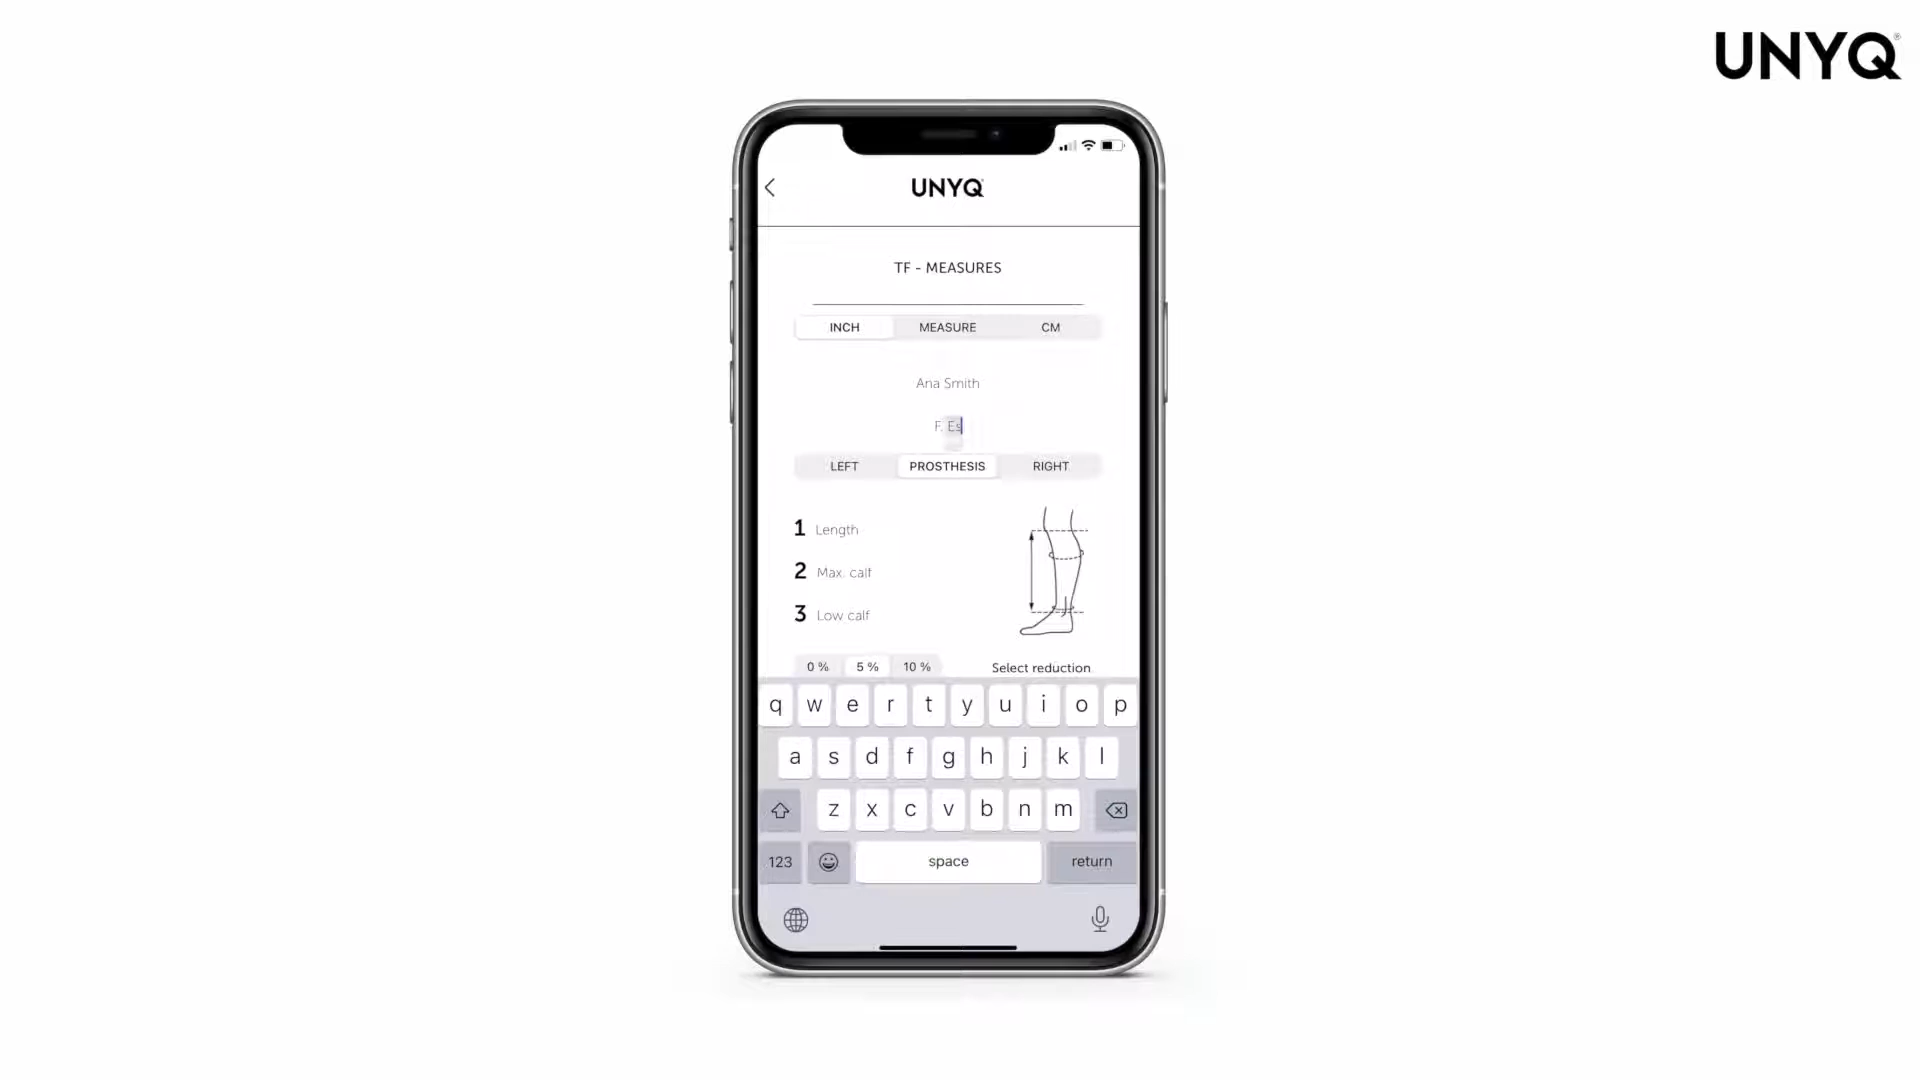 UNYQ
UNYQ
TF - MEASURES
INCH MEASURE CM
Ana Smith
F. Es
LEFT PROSTHESIS RIGHT
1 Length
2 Max. calf
3 Low calf
0 % 5 % 10 % Select reduction
q w e r t y u i o p
a s d f g h j k l
z x c v b n m
123 space return